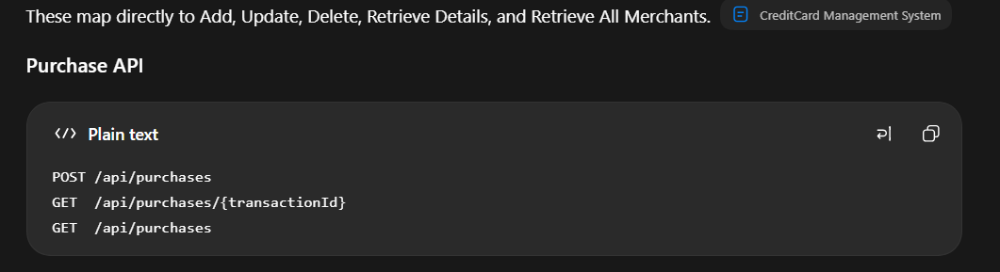 These map directly to Add, Update, Delete, Retrieve Details, and Retrieve All Merchants. CreditCard Management System
Purchase API
</> Plain text
POST /api/purchases
GET  /api/purchases/{transactionId}
GET  /api/purchases